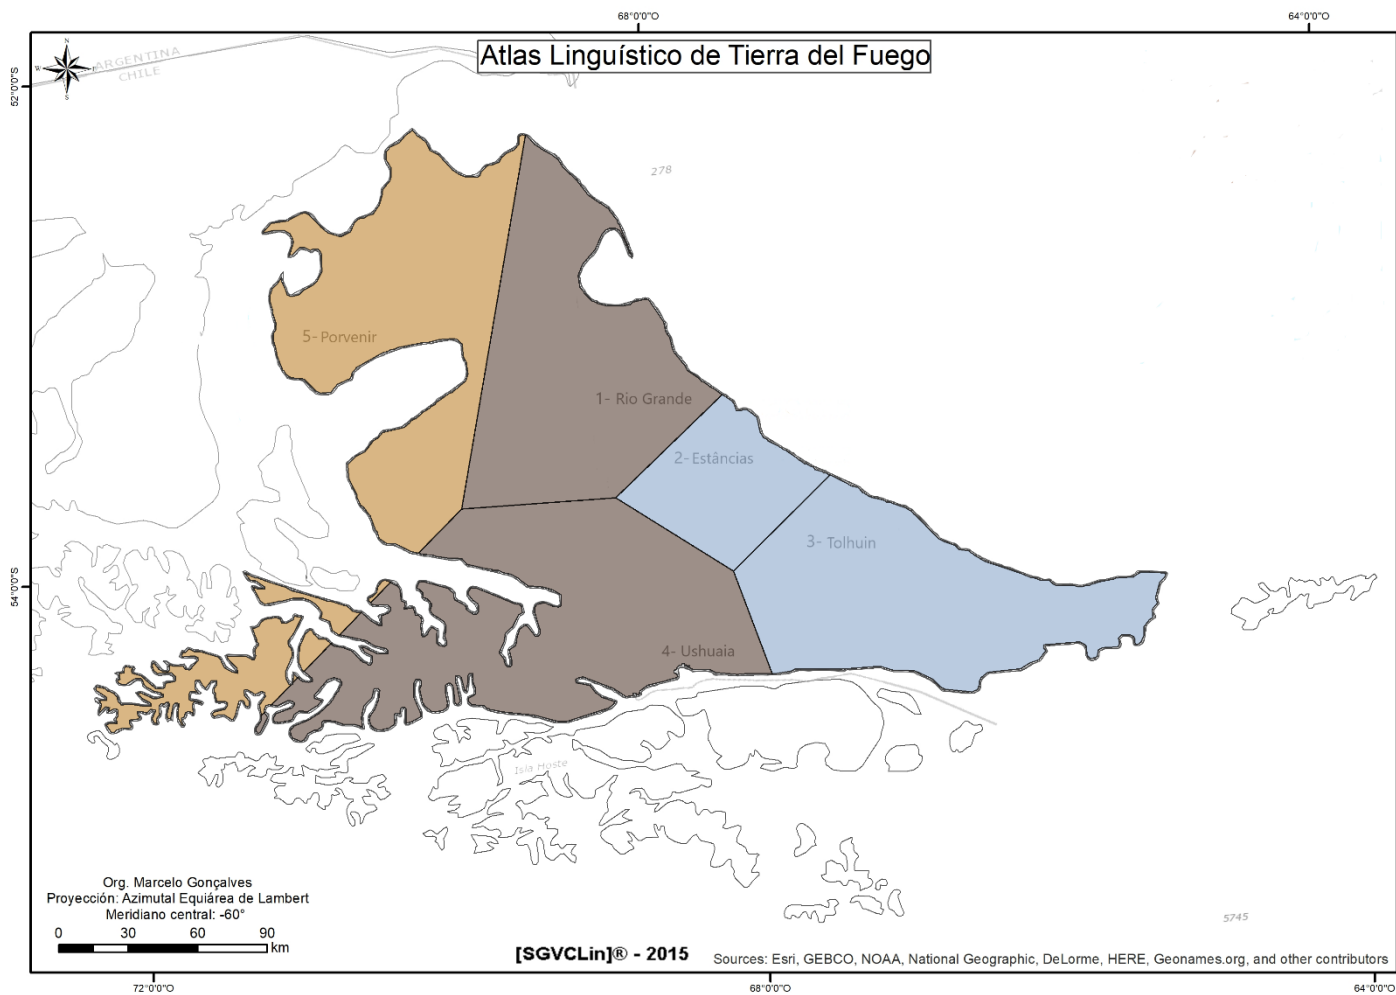 68°0'0"O
64°0'0"O
Atlas Linguístico de Tierra del Fuego
N
W
S
ARGENTINA
CHILE
52°0'0"S
278
5- Porvenir
1- Rio Grande
2- Estâncias
3- Tolhuin
54°0'0"S
4- Ushuaia
Isla Hoste
Org. Marcelo Gonçalves
Proyección: Azimutal Equiárea de Lambert
Meridiano central: -60°
0 30 60 90
km
5745
[SGVCLin]® - 2015
Sources: Esri, GEBCO, NOAA, National Geographic, DeLorme, HERE, Geonames.org, and other contributors
72°0'0"O
68°0'0"O
64°0'0"O